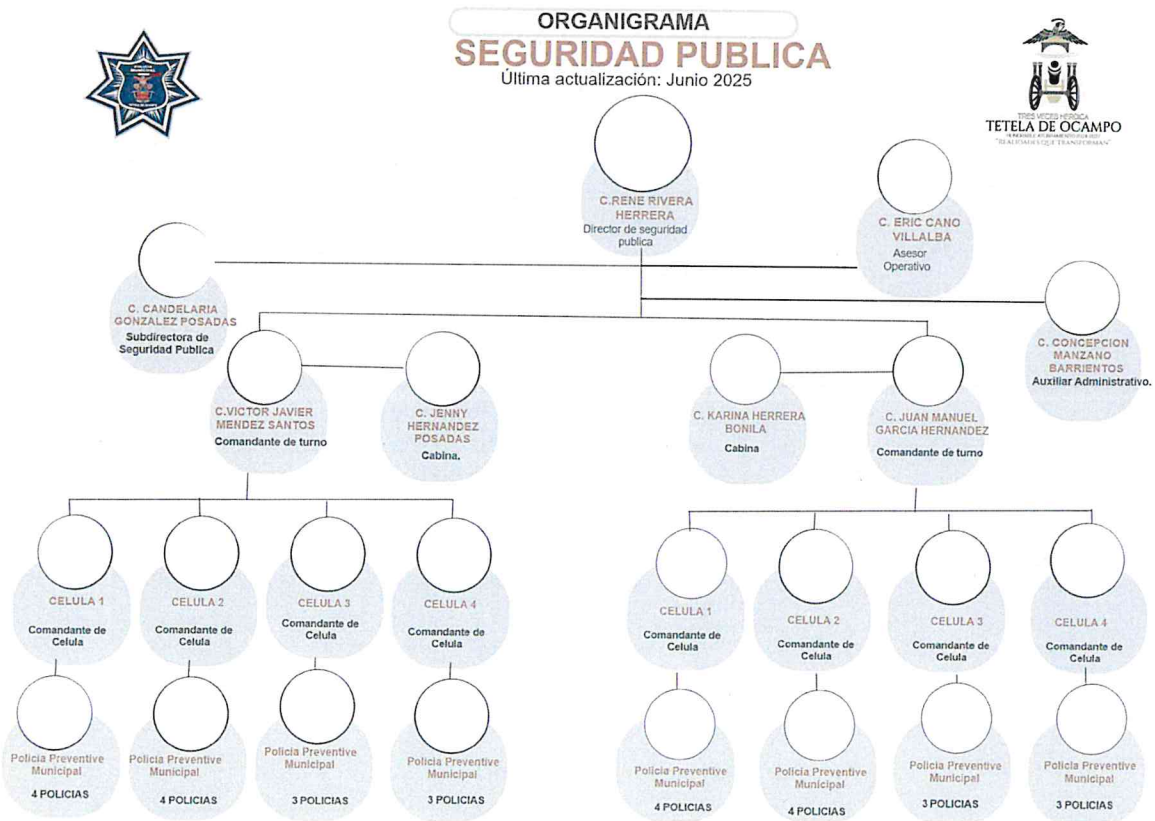 ORGANIGRAMA
SEGURIDAD PUBLICA
Última actualización: Junio 2025
TRES VECES HEROICA
TETELA DE OCAMPO
"REALIDADES QUE TRANSFORMAN"
C.RENE RIVERA
HERRERA
Director de seguridad
publica
C. ERIC CANO
VILLALBA
Asesor
Operativo
C. CANDELARIA
GONZALEZ POSADAS
Subdirectora de
Seguridad Publica
C. CONCEPCION
MANZANO
BARRIENTOS
Auxiliar Administrativo.
C.VICTOR JAVIER
MENDEZ SANTOS
Comandante de turno
C. JENNY
HERNANDEZ
POSADAS
Cabina.
C. KARINA HERRERA
BONILA
Cabina
C. JUAN MANUEL
GARCIA HERNANDEZ
Comandante de turno
CELULA 1
Comandante de
Celula
CELULA 2
Comandante de
Celula
CELULA 3
Comandante de
Celula
CELULA 4
Comandante de
Celula
CELULA 1
Comandante de
Celula
CELULA 2
Comandante de
Celula
CELULA 3
Comandante de
Celula
CELULA 4
Comandante de
Celula
Policia Preventive
Municipal
4 POLICIAS
Policia Preventive
Municipal
4 POLICIAS
Policia Preventive
Municipal
3 POLICIAS
Policia Preventive
Municipal
3 POLICIAS
Policia Preventive
Municipal
4 POLICIAS
Policia Preventive
Municipal
4 POLICIAS
Policia Preventive
Municipal
3 POLICIAS
Policia Preventive
Municipal
3 POLICIAS